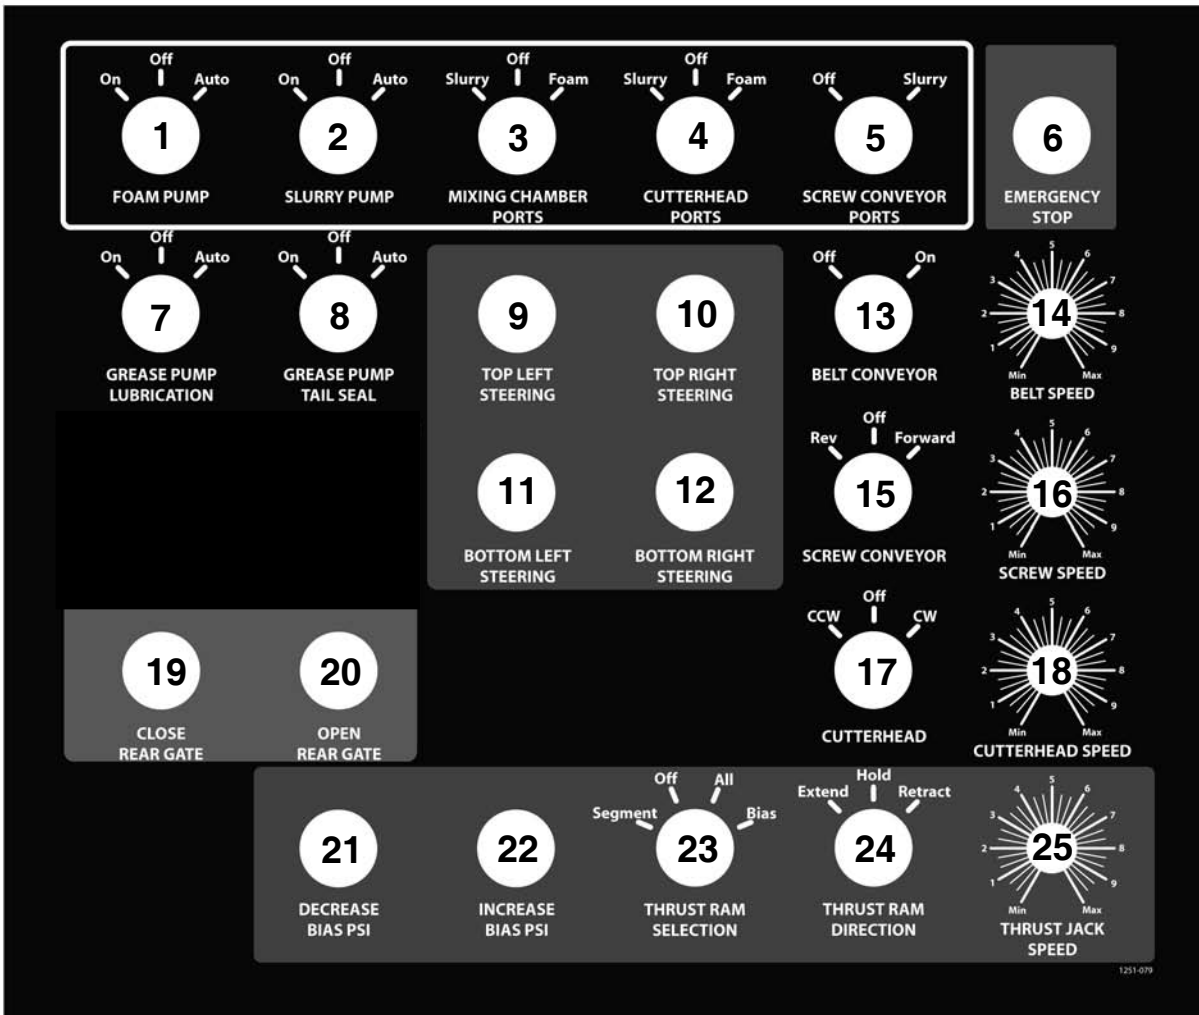 Off Off Off Off
On Auto On Auto Slurry Foam Slurry Foam Off Slurry
1 2 3 4 5 6
FOAM PUMP SLURRY PUMP MIXING CHAMBER CUTTERHEAD SCREW CONVEYOR EMERGENCY
PORTS PORTS PORTS STOP
Off Off
On Auto On Auto Off On
7 8 9 10 13 14
1 2 3 4 5 6 7 8 9
Min Max
GREASE PUMP GREASE PUMP TOP LEFT TOP RIGHT BELT CONVEYOR BELT SPEED
LUBRICATION TAIL SEAL STEERING STEERING
Off
Rev Forward
11 12 15 16
1 2 3 4 5 6 7 8 9
Min Max
BOTTOM LEFT BOTTOM RIGHT SCREW CONVEYOR SCREW SPEED
STEERING STEERING
Off
CCW CW
19 20 17 18
1 2 3 4 5 6 7 8 9
Min Max
CLOSE OPEN CUTTERHEAD CUTTERHEAD SPEED
REAR GATE REAR GATE
Off All Hold
Segment Bias Extend Retract
21 22 23 24 25
1 2 3 4 5 6 7 8 9
Min Max
DECREASE INCREASE THRUST RAM THRUST RAM THRUST JACK
BIAS PSI BIAS PSI SELECTION DIRECTION SPEED
1251-079